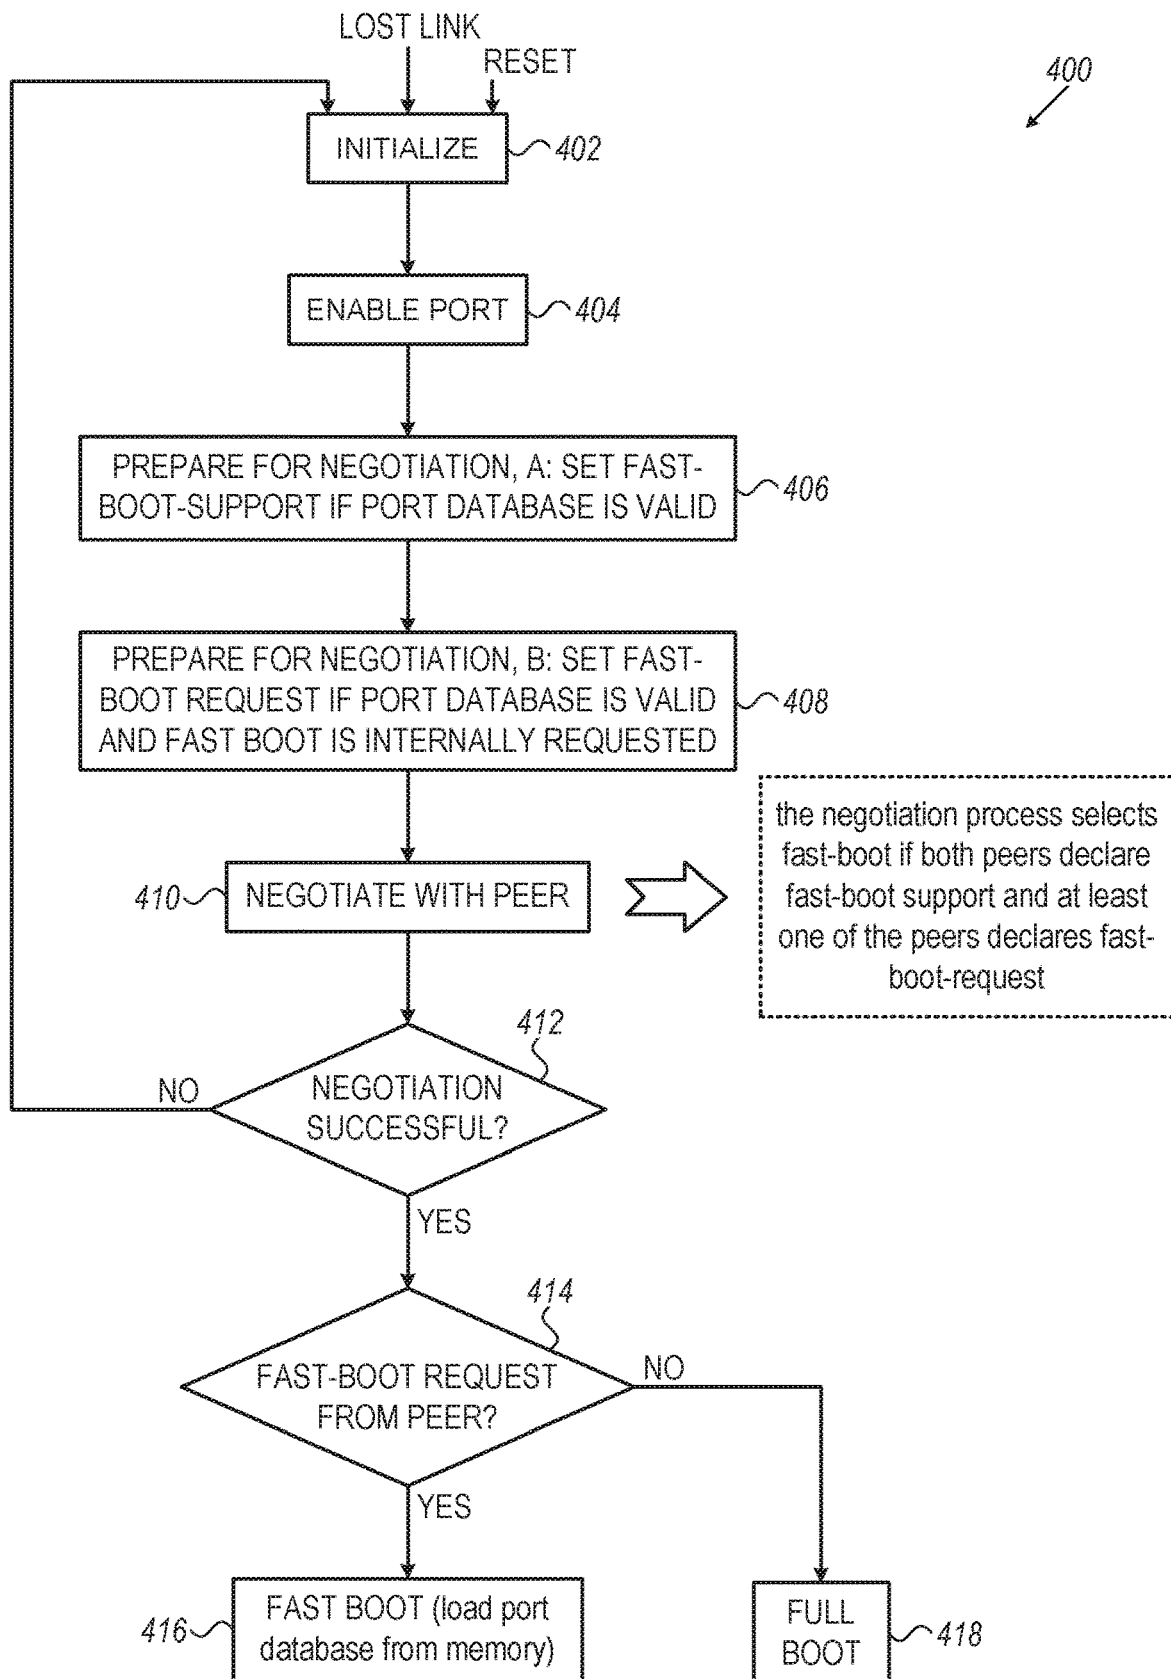 LOST LINK
RESET
400
INITIALIZE
402
ENABLE PORT
404
PREPARE FOR NEGOTIATION, A: SET FAST-
BOOT-SUPPORT IF PORT DATABASE IS VALID
406
PREPARE FOR NEGOTIATION, B: SET FAST-
BOOT REQUEST IF PORT DATABASE IS VALID
AND FAST BOOT IS INTERNALLY REQUESTED
408
410
NEGOTIATE WITH PEER
the negotiation process selects
fast-boot if both peers declare
fast-boot support and at least
one of the peers declares fast-
boot-request
412
NO
NEGOTIATION
SUCCESSFUL?
YES
414
FAST-BOOT REQUEST
FROM PEER?
NO
YES
416
FAST BOOT (load port
database from memory)
FULL
BOOT
418